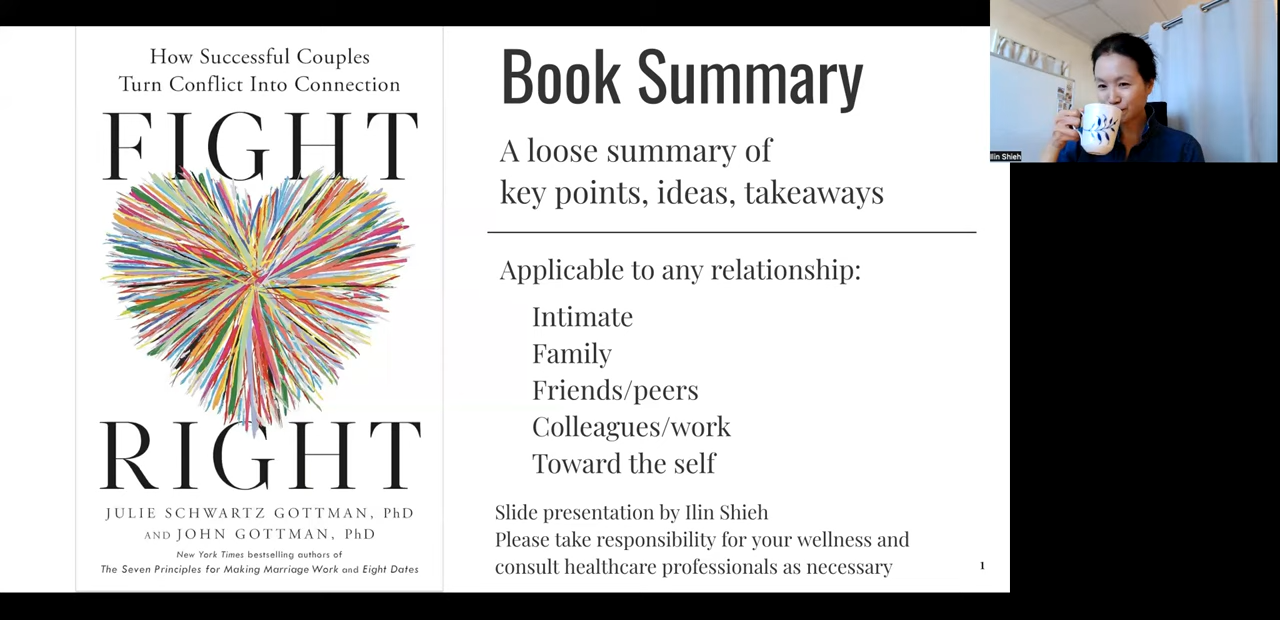 How Successful Couples
Turn Conflict Into Connection
FIGHT
RIGHT
JULIE SCHWARTZ GOTTMAN, PhD
AND JOHN GOTTMAN, PhD
New York Times bestselling authors of
The Seven Principles for Making Marriage Work and Eight Dates
Book Summary
A loose summary of
key points, ideas, takeaways
Applicable to any relationship:
Intimate
Family
Friends/peers
Colleagues/work
Toward the self
Slide presentation by Ilin Shieh
Please take responsibility for your wellness and
consult healthcare professionals as necessary
1
Ilin Shieh